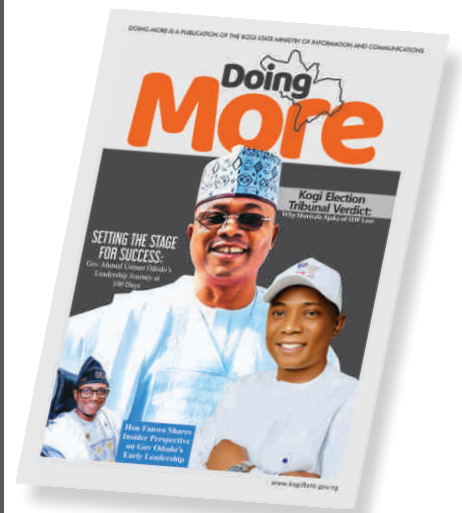 DOING MORE IS A PUBLICATION OF THE KOGI STATE MINISTRY OF INFORMATION AND COMMUNICATIONS
Doing
More
Kogi Election
Tribunal Verdict:
Why Muritala Ajaka of SDP Lost
SETTING THE STAGE
FOR SUCCESS:
Gov Ahmed Usman Ododo's
Leadership Journey at
100 Days
Hon Fanwo Shares
Insider Perspective
on Gov Ododo's
Early Leadership
www.kogistate.gov.ng